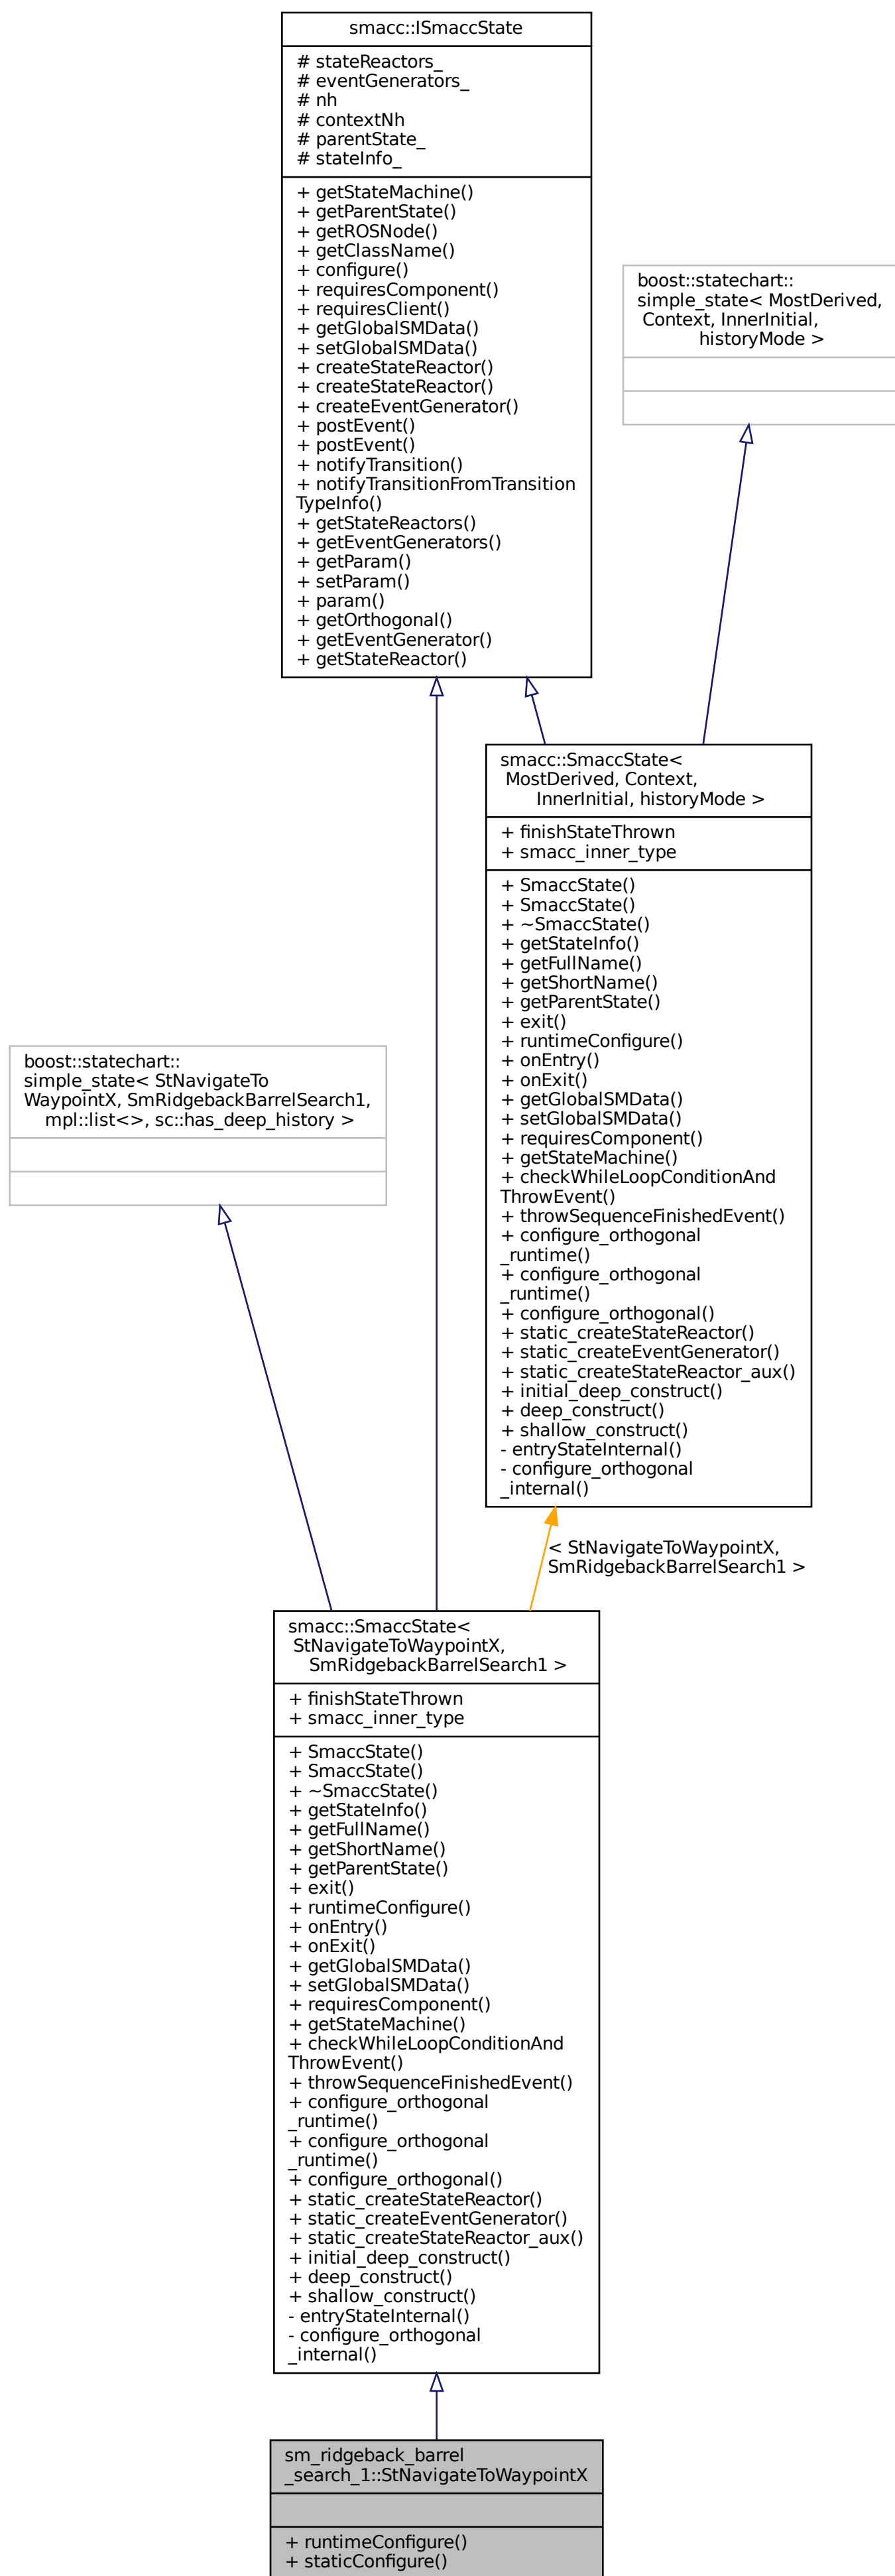 smacc::ISmaccState
# stateReactors_
# eventGenerators_
# nh
# contextNh
# parentState_
# stateInfo_
+ getStateMachine()
+ getParentState()
+ getROSNode()
+ getClassName()
+ configure()
+ requiresComponent()
+ requiresClient()
+ getGlobalSMData()
+ setGlobalSMData()
+ createStateReactor()
+ createStateReactor()
+ createEventGenerator()
+ postEvent()
+ postEvent()
+ notifyTransition()
+ notifyTransitionFromTransition
TypeInfo()
+ getStateReactors()
+ getEventGenerators()
+ getParam()
+ setParam()
+ param()
+ getOrthogonal()
+ getEventGenerator()
+ getStateReactor()
boost::statechart::
simple_state< MostDerived,
Context, InnerInitial,
historyMode >
smacc::SmaccState<
MostDerived, Context,
InnerInitial, historyMode >
+ finishStateThrown
+ smacc_inner_type
+ SmaccState()
+ SmaccState()
+ ~SmaccState()
+ getStateInfo()
+ getFullName()
+ getShortName()
+ getParentState()
+ exit()
+ runtimeConfigure()
+ onEntry()
+ onExit()
+ getGlobalSMData()
+ setGlobalSMData()
+ requiresComponent()
+ getStateMachine()
+ checkWhileLoopConditionAnd
ThrowEvent()
+ throwSequenceFinishedEvent()
+ configure_orthogonal
_runtime()
+ configure_orthogonal
_runtime()
+ configure_orthogonal()
+ static_createStateReactor()
+ static_createEventGenerator()
+ static_createStateReactor_aux()
+ initial_deep_construct()
+ deep_construct()
+ shallow_construct()
- entryStateInternal()
- configure_orthogonal
_internal()
boost::statechart::
simple_state< StNavigateTo
WaypointX, SmRidgebackBarrelSearch1,
mpl::list<>, sc::has_deep_history >
< StNavigateToWaypointX,
SmRidgebackBarrelSearch1 >
smacc::SmaccState<
StNavigateToWaypointX,
SmRidgebackBarrelSearch1 >
+ finishStateThrown
+ smacc_inner_type
+ SmaccState()
+ SmaccState()
+ ~SmaccState()
+ getStateInfo()
+ getFullName()
+ getShortName()
+ getParentState()
+ exit()
+ runtimeConfigure()
+ onEntry()
+ onExit()
+ getGlobalSMData()
+ setGlobalSMData()
+ requiresComponent()
+ getStateMachine()
+ checkWhileLoopConditionAnd
ThrowEvent()
+ throwSequenceFinishedEvent()
+ configure_orthogonal
_runtime()
+ configure_orthogonal
_runtime()
+ configure_orthogonal()
+ static_createStateReactor()
+ static_createEventGenerator()
+ static_createStateReactor_aux()
+ initial_deep_construct()
+ deep_construct()
+ shallow_construct()
- entryStateInternal()
- configure_orthogonal
_internal()
sm_ridgeback_barrel
_search_1::StNavigateToWaypointX
+ runtimeConfigure()
+ staticConfigure()